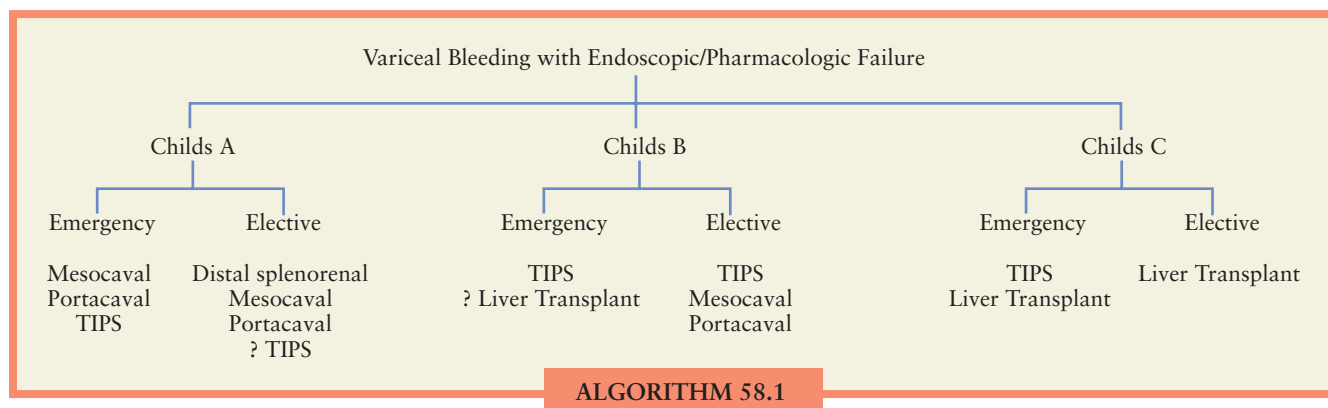 Variceal Bleeding with Endoscopic/Pharmacologic Failure
Childs A
Childs B
Childs C
Emergency
Elective
Emergency
Elective
Emergency
Elective
Mesocaval
Portacaval
TIPS
Distal splenorenal
Mesocaval
Portacaval
? TIPS
TIPS
? Liver Transplant
TIPS
Mesocaval
Portacaval
TIPS
Liver Transplant
Liver Transplant
ALGORITHM 58.1